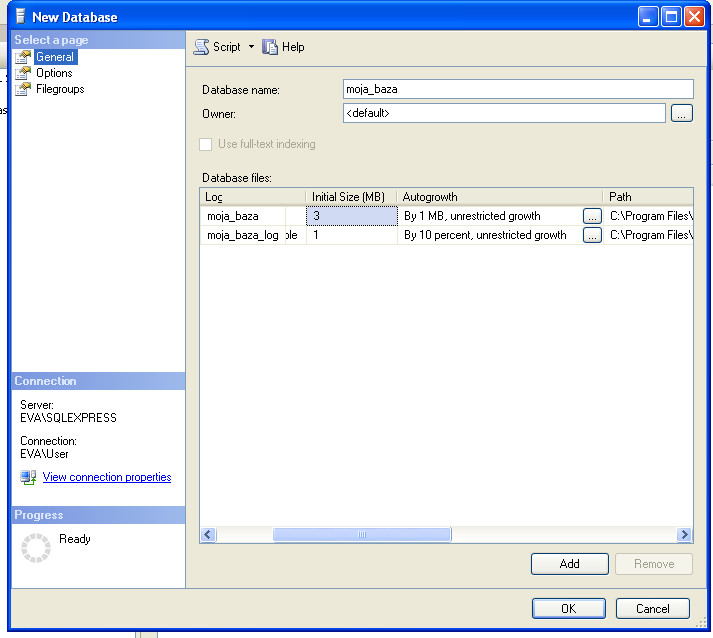 New Database
Select a page
General
Options
Filegroups
Script
Help
Database name:
moja_baza
Owner:
<default>
...
Use full-text indexing
Database files:
Log Initial Size (MB) Autogrowth Path
moja_baza 3 By 1 MB, unrestricted growth ... C:\Program Files\
moja_baza_log ble 1 By 10 percent, unrestricted growth ... C:\Program Files\
Connection
Server:
EVA\SQLEXPRESS
Connection:
EVA\User
View connection properties
Progress
Ready
Add
Remove
OK
Cancel